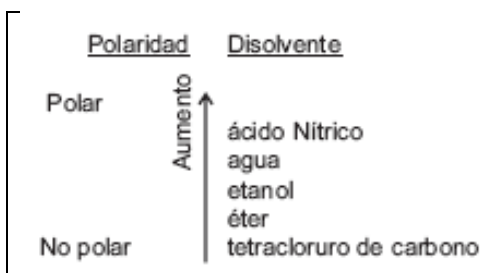 Polaridad Disolvente
Polar
Aumento
ácido Nítrico
agua
etanol
éter
No polar tetracloruro de carbono